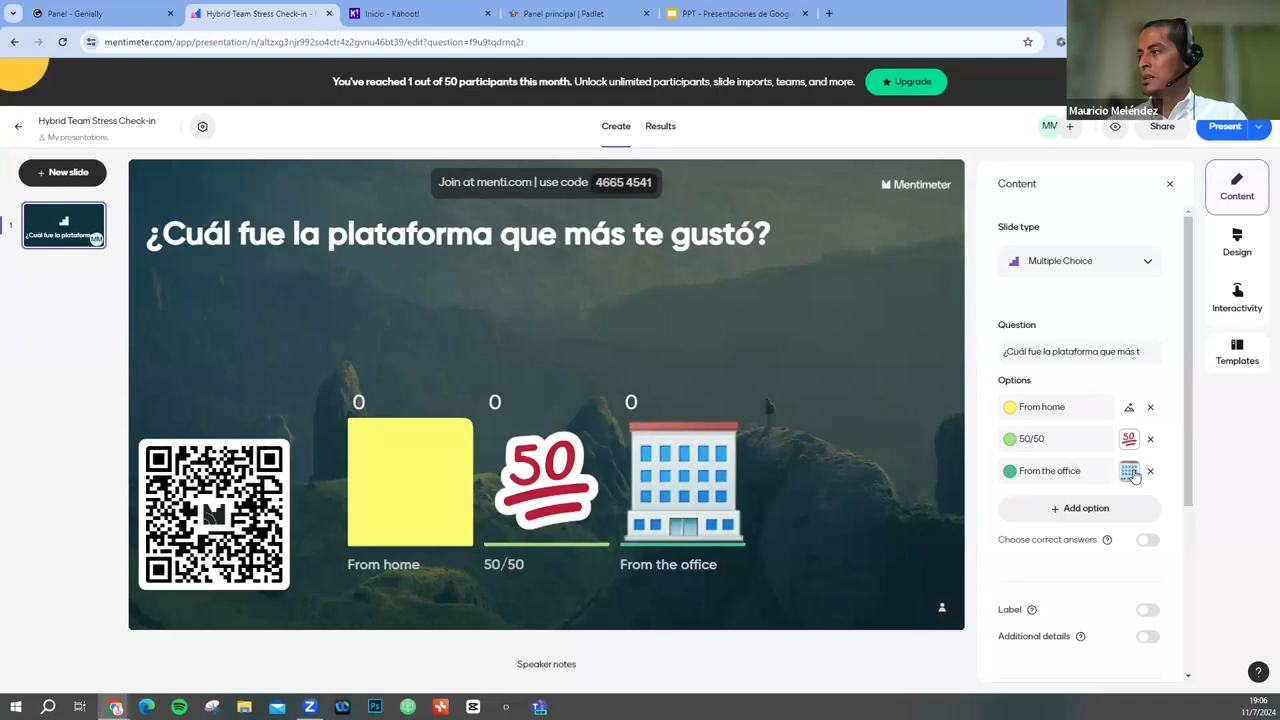 Panel - Genially
Hybrid Team Stress Check-in -
Inicio - Kahoot!
Panel principal | Padlet
PPT - Presentaciones de Google
mentimeter.com/app/presentation/n/altzxg3njr992so4ctr4z2gvnu46bt39/edit?question=f9u9tqdrnq2r
You've reached 1 out of 50 participants this month. Unlock unlimited participants, slide imports, teams, and more.
Upgrade
Mauricio Meléndez
Hybrid Team Stress Check-in
My presentations
Create
Results
MM
Share
Present
+ New slide
1
¿Cuál fue la plataform
MM
Join at menti.com | use code 4665 4541
Mentimeter
¿Cuál fue la plataforma que más te gustó?
0
0
0
50
From home
50/50
From the office
Speaker notes
Content
Slide type
Multiple Choice
Question
¿Cuál fue la plataforma que más t
Options
From home
50/50
50
From the office
+ Add option
Choose correct answers
Label
Additional details
Content
Design
Interactivity
Templates
19:06
11/7/2024